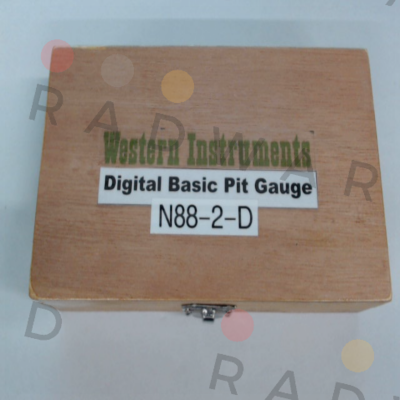 Western Instruments
Digital Basic Pit Gauge
N88-2-D